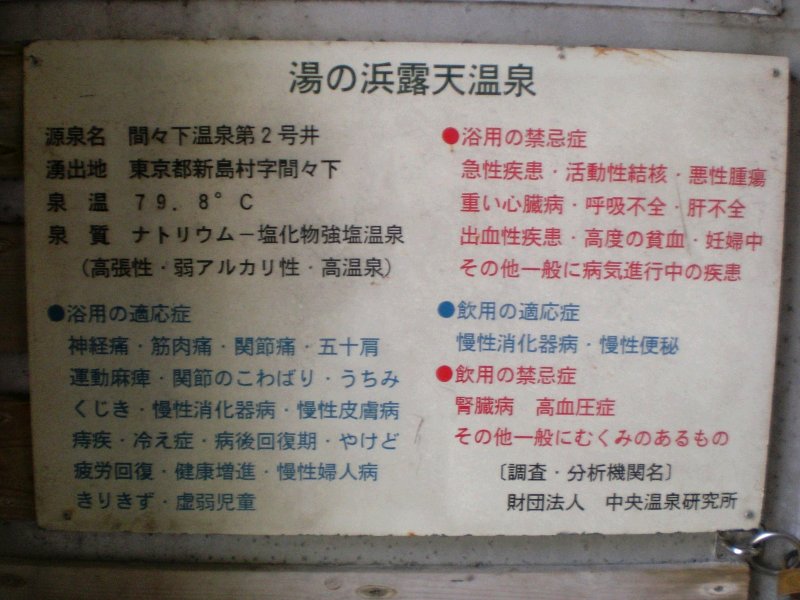 湯の浜露天温泉
源泉名 間々下温泉第2号井
湧出地 東京都新島村字間々下
泉 温 79.8°C
泉 質 ナトリウム－塩化物強塩温泉
(高張性・弱アルカリ性・高温泉)
●浴用の適応症
神経痛・筋肉痛・関節痛・五十肩
運動麻痺・関節のこわばり・うちみ
くじき・慢性消化器病・慢性皮膚病
痔疾・冷え症・病後回復期・やけど
疲労回復・健康増進・慢性婦人病
きりきず・虚弱児童
●浴用の禁忌症
急性疾患・活動性結核・悪性腫瘍
重い心臓病・呼吸不全・肝不全
出血性疾患・高度の貧血・妊婦中
その他一般に病気進行中の疾患
●飲用の適応症
慢性消化器病・慢性便秘
●飲用の禁忌症
腎臓病 高血圧症
その他一般にむくみのあるもの
〔調査・分析機関名〕
財団法人 中央温泉研究所